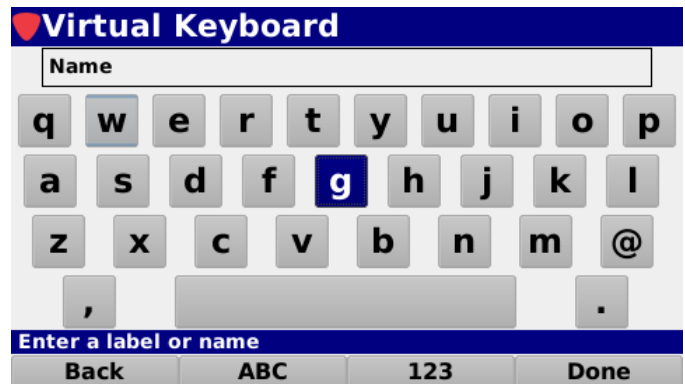 Virtual Keyboard
Name
q w e r t y u i o p
a s d f g h j k l
z x c v b n m @
, .
Enter a label or name
Back ABC 123 Done